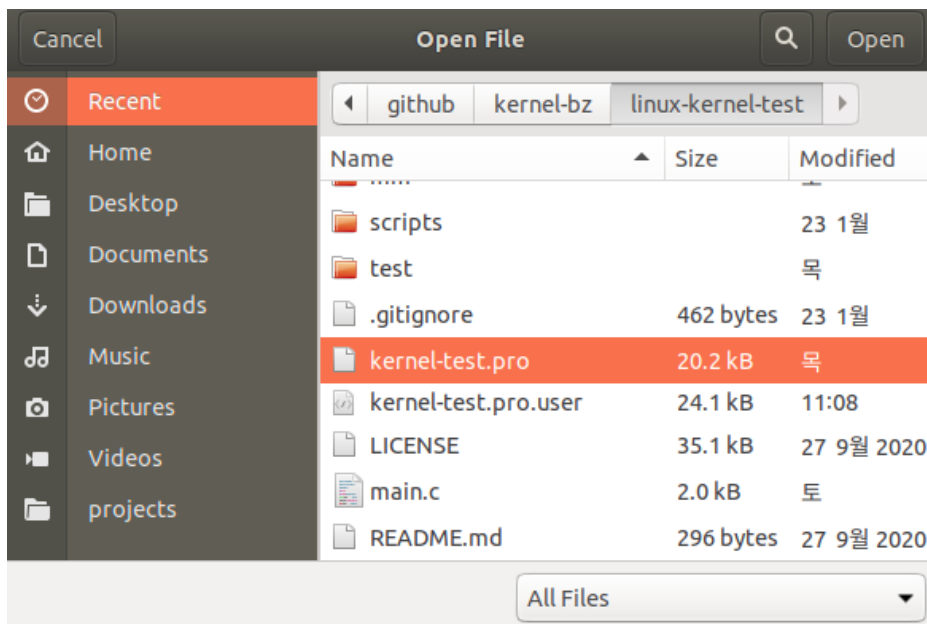 Cancel Open File Open
Recent
Home
Desktop
Documents
Downloads
Music
Pictures
Videos
projects
github kernel-bz linux-kernel-test
Name Size Modified
scripts 23 1월
test 목
.gitignore 462 bytes 23 1월
kernel-test.pro 20.2 kB 목
kernel-test.pro.user 24.1 kB 11:08
LICENSE 35.1 kB 27 9월 2020
main.c 2.0 kB 토
README.md 296 bytes 27 9월 2020
All Files